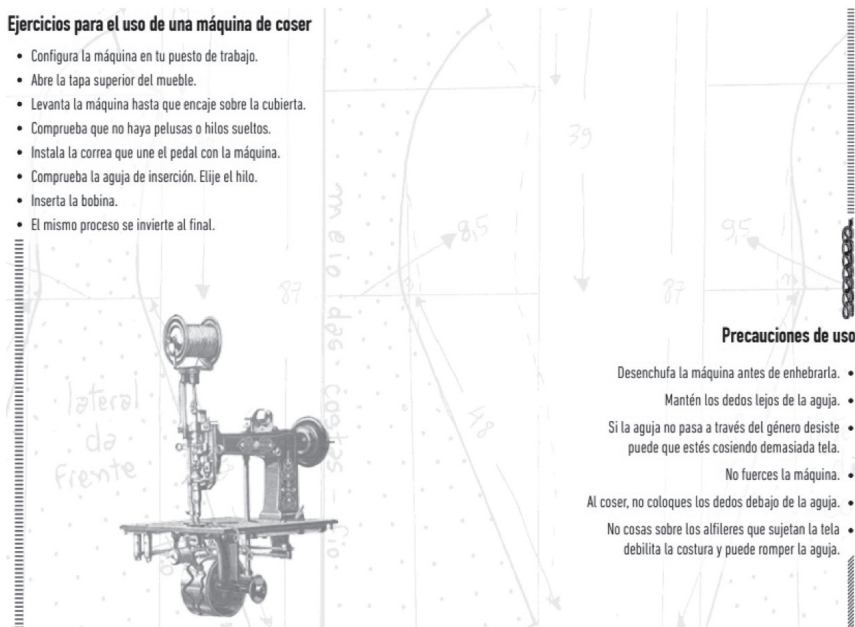 Ejercicios para el uso de una máquina de coser
• Configura la máquina en tu puesto de trabajo.
• Abre la tapa superior del mueble.
• Levanta la máquina hasta que encaje sobre la cubierta.
• Comprueba que no haya pelusas o hilos sueltos.
• Instala la correa que une el pedal con la máquina.
• Comprueba la aguja de inserción. Elije el hilo.
• Inserta la bobina.
• El mismo proceso se invierte al final.
39
8,5
9,5
87
87
meio das costas
48
lateral
da
frente
Precauciones de uso
Desenchufa la máquina antes de enhebrarla. •
Mantén los dedos lejos de la aguja. •
Si la aguja no pasa a través del género desiste •
puede que estés cosiendo demasiada tela.
No fuerces la máquina. •
Al coser, no coloques los dedos debajo de la aguja. •
No cosas sobre los alfileres que sujetan la tela •
debilita la costura y puede romper la aguja.